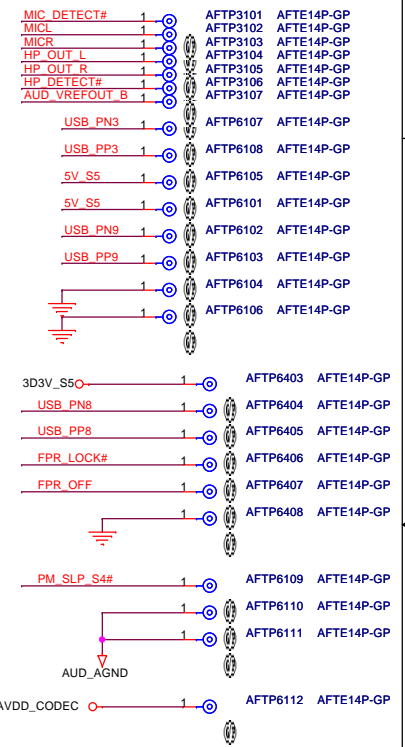 MIC_DETECT# 1 AFTP3101 AFTE14P-GP
MICL 1 AFTP3102 AFTE14P-GP
MICR 1 AFTP3103 AFTE14P-GP
HP_OUT_L 1 AFTP3104 AFTE14P-GP
HP_OUT_R 1 AFTP3105 AFTE14P-GP
HP_DETECT# 1 AFTP3106 AFTE14P-GP
AUD_VREFOUT_B 1 AFTP3107 AFTE14P-GP
USB_PN3 1 AFTP6107 AFTE14P-GP
USB_PP3 1 AFTP6108 AFTE14P-GP
5V_S5 1 AFTP6105 AFTE14P-GP
5V_S5 1 AFTP6101 AFTE14P-GP
USB_PN9 1 AFTP6102 AFTE14P-GP
USB_PP9 1 AFTP6103 AFTE14P-GP
1 AFTP6104 AFTE14P-GP
1 AFTP6106 AFTE14P-GP
3D3V_S5 1 AFTP6403 AFTE14P-GP
USB_PN8 1 AFTP6404 AFTE14P-GP
USB_PP8 1 AFTP6405 AFTE14P-GP
FPR_LOCK# 1 AFTP6406 AFTE14P-GP
FPR_OFF 1 AFTP6407 AFTE14P-GP
1 AFTP6408 AFTE14P-GP
PM_SLP_S4# 1 AFTP6109 AFTE14P-GP
1 AFTP6110 AFTE14P-GP
1 AFTP6111 AFTE14P-GP
AUD_AGND
AVDD_CODEC 1 AFTP6112 AFTE14P-GP